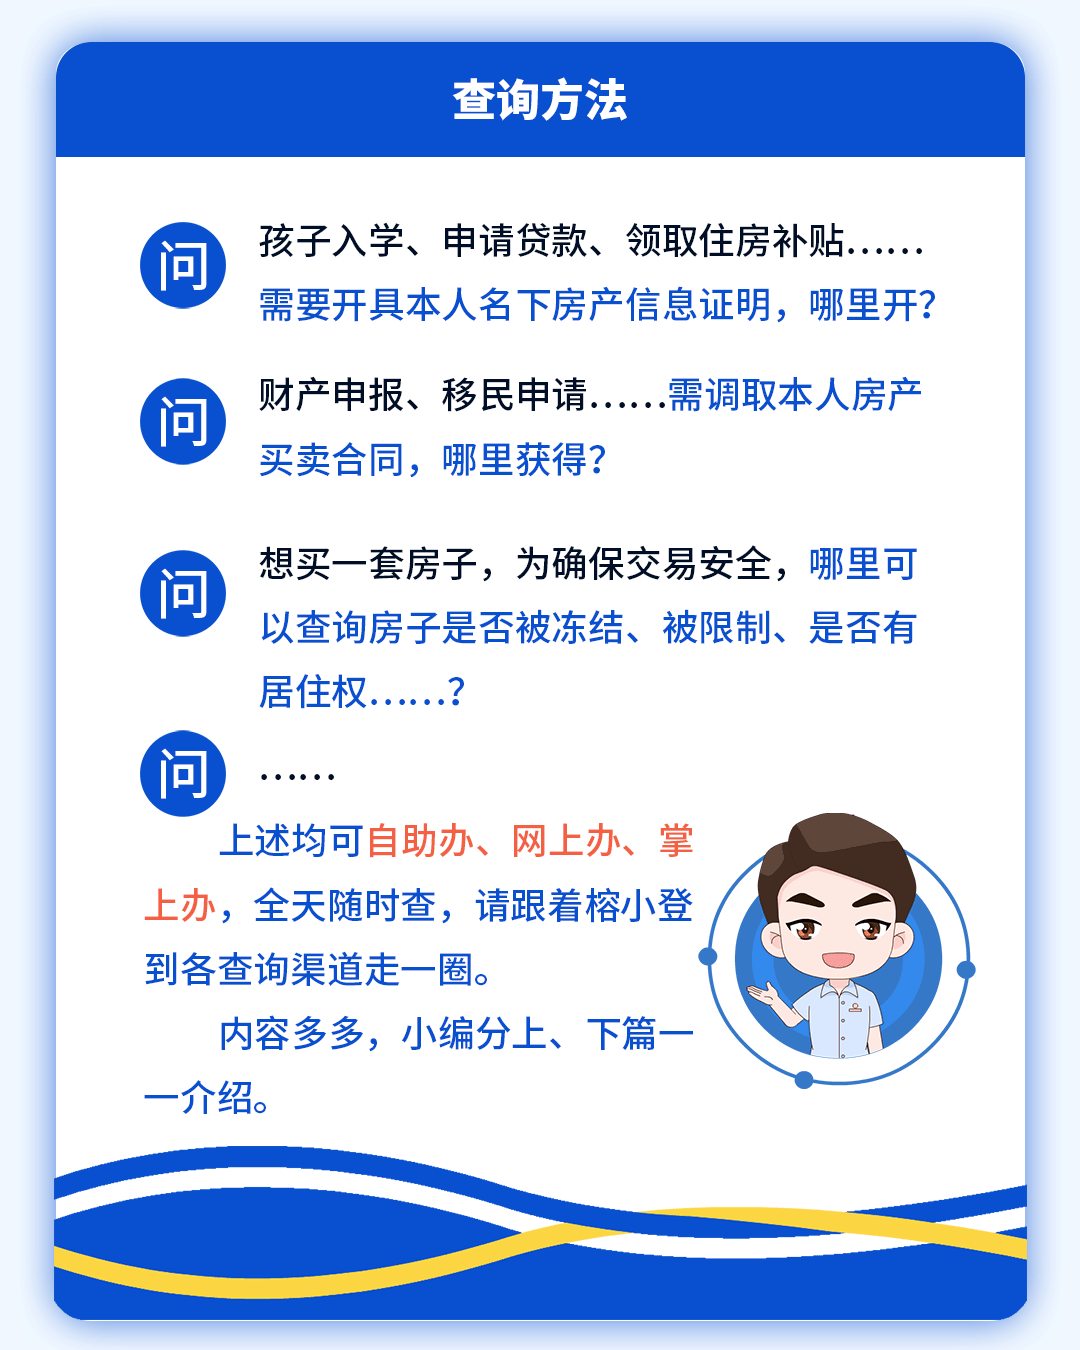 查询方法
问
孩子入学、申请贷款、领取住房补贴……
需要开具本人名下房产信息证明，哪里开？
问
财产申报、移民申请……需调取本人房产
买卖合同，哪里获得？
问
想买一套房子，为确保交易安全，哪里可
以查询房子是否被冻结、被限制、是否有
居住权……？
问
……
上述均可自助办、网上办、掌
上办，全天随时查，请跟着榕小登
到各查询渠道走一圈。
内容多多，小编分上、下篇一
一介绍。